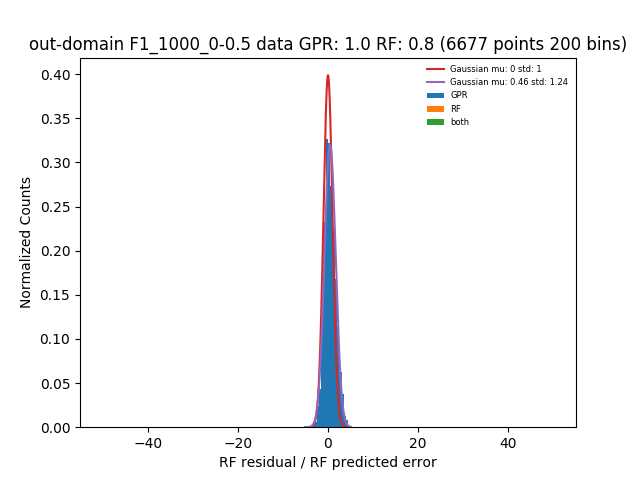 out-domain F1_1000_0-0.5 data GPR: 1.0 RF: 0.8 (6677 points 200 bins)
Gaussian mu: 0 std: 1
Gaussian mu: 0.46 std: 1.24
GPR
RF
both
0.40
0.35
0.30
0.25
0.20
0.15
0.10
0.05
0.00
Normalized Counts
−40 −20 0 20 40
RF residual / RF predicted error